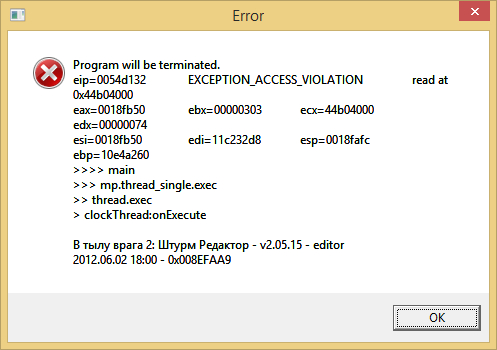 Error
Program will be terminated.
eip=0054d132 EXCEPTION_ACCESS_VIOLATION read at
0x44b04000
eax=0018fb50 ebx=00000303 ecx=44b04000
edx=00000074
esi=0018fb50 edi=11c232d8 esp=0018fafc
ebp=10e4a260
>>>> main
>>> mp.thread_single.exec
>> thread.exec
> clockThread:onExecute
В тылу врага 2: Штурм Редактор - v2.05.15 - editor
2012.06.02 18:00 - 0x008EFAA9
OK